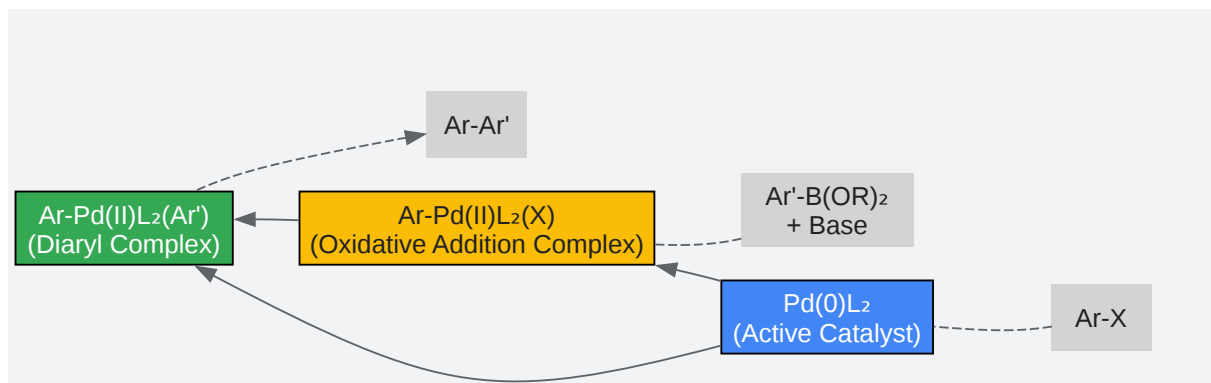 Ar-Ar'
Ar'-B(OR)₂
+ Base
Ar-Pd(II)L₂(Ar')
(Diaryl Complex)
Ar-Pd(II)L₂(X)
(Oxidative Addition Complex)
Pd(0)L₂
(Active Catalyst)
Ar-X